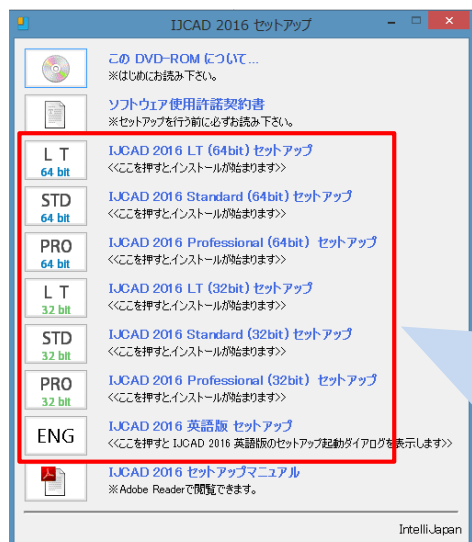 IJCAD 2016 セットアップ
この DVD-ROM について...
※はじめにお読み下さい。
ソフトウェア使用許諾契約書
※セットアップを行う前に必ずお読み下さい。
L T
64 bit
IJCAD 2016 LT (64bit) セットアップ
<<ここを押すとインストールが始まります>>
STD
64 bit
IJCAD 2016 Standard (64bit) セットアップ
<<ここを押すとインストールが始まります>>
PRO
64 bit
IJCAD 2016 Professional (64bit) セットアップ
<<ここを押すとインストールが始まります>>
L T
32 bit
IJCAD 2016 LT (32bit) セットアップ
<<ここを押すとインストールが始まります>>
STD
32 bit
IJCAD 2016 Standard (32bit) セットアップ
<<ここを押すとインストールが始まります>>
PRO
32 bit
IJCAD 2016 Professional (32bit) セットアップ
<<ここを押すとインストールが始まります>>
ENG
IJCAD 2016 英語版 セットアップ
<<ここを押すと IJCAD 2016 英語版のセットアップ起動ダイアログを表示します>>
IJCAD 2016 セットアップマニュアル
※Adobe Readerで閲覧できます。
IntelliJapan